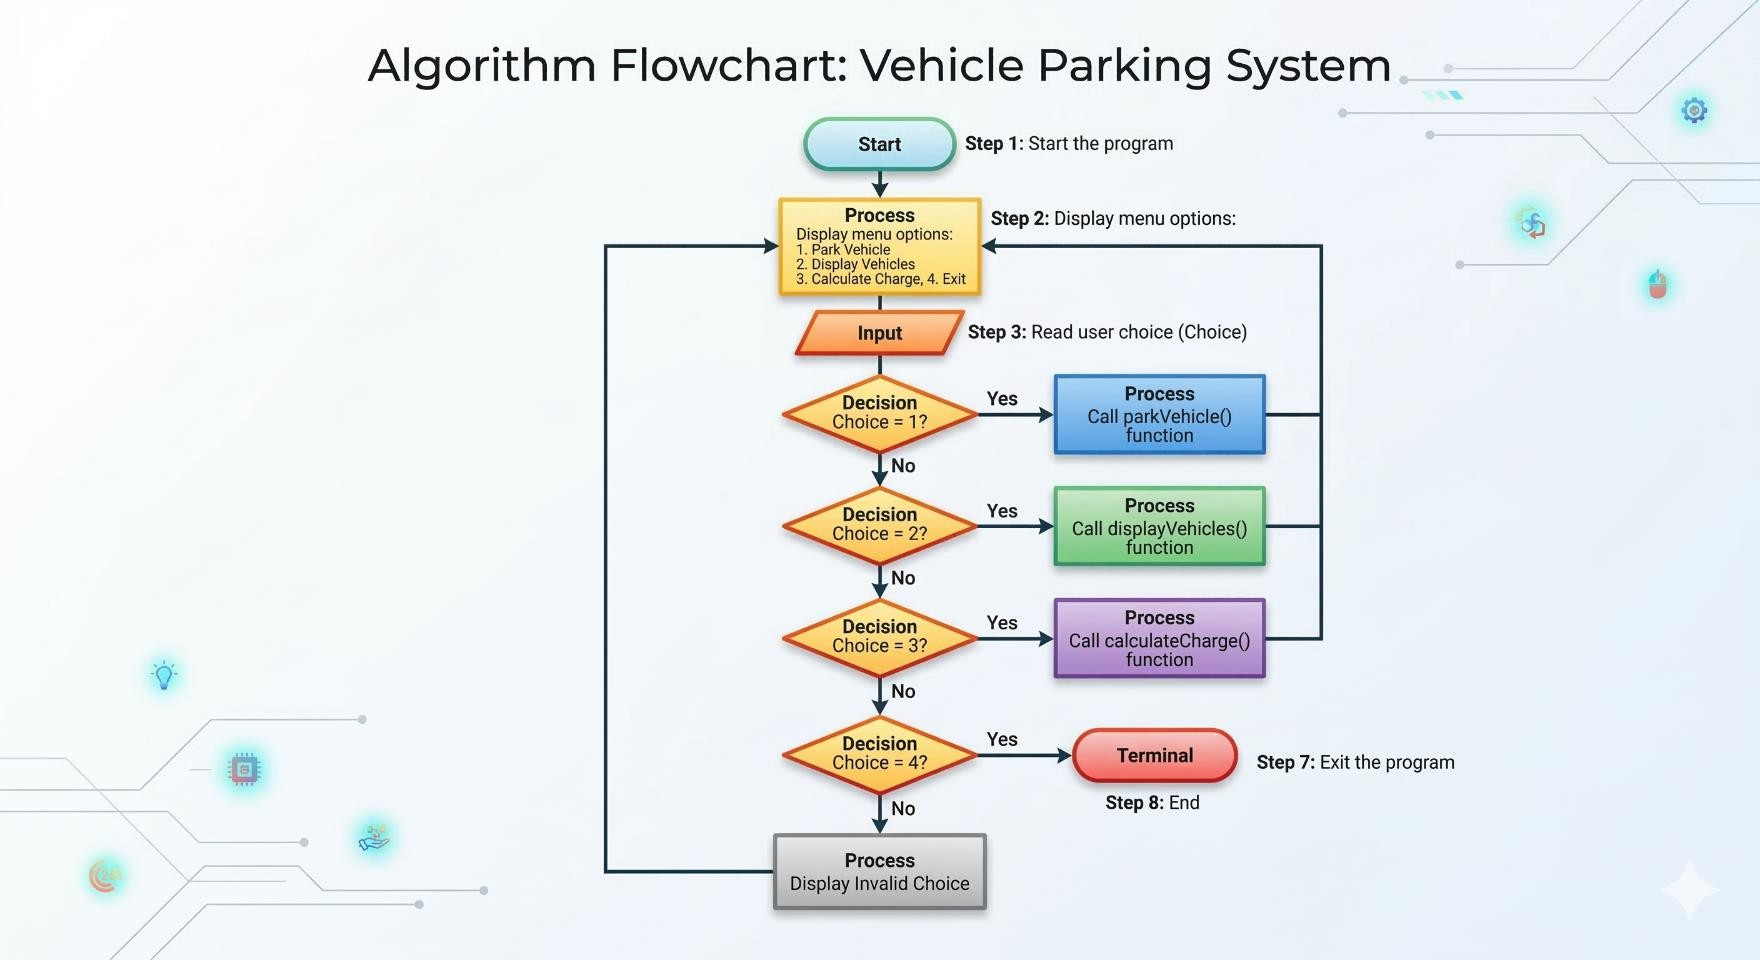 Algorithm Flowchart: Vehicle Parking System
Start
Step 1: Start the program
Process
Display menu options:
1. Park Vehicle
2. Display Vehicles
3. Calculate Charge, 4. Exit
Step 2: Display menu options:
Input
Step 3: Read user choice (Choice)
Decision
Choice = 1?
Yes
Process
Call parkVehicle()
function
No
Decision
Choice = 2?
Yes
Process
Call displayVehicles()
function
No
Decision
Choice = 3?
Yes
Process
Call calculateCharge()
function
No
Decision
Choice = 4?
Yes
Terminal
Step 7: Exit the program
Step 8: End
No
Process
Display Invalid Choice